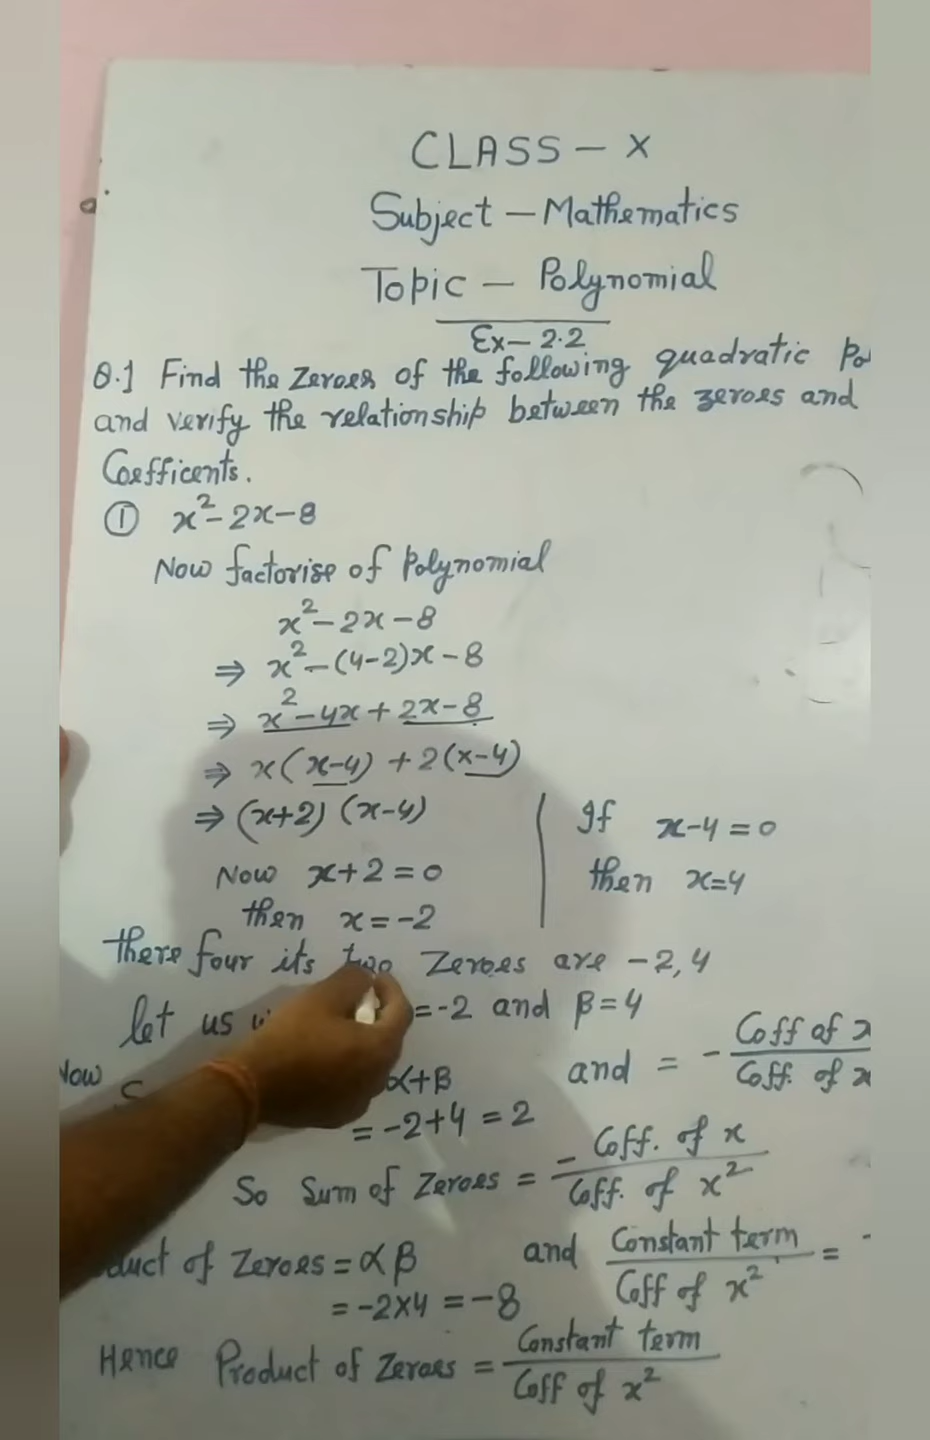 CLASS – X
Subject – Mathematics
Topic – Polynomial
Ex – 2.2
Q.1 Find the zeroes of the following quadratic Po
and verify the relationship between the zeroes and
Coefficents.
① x² - 2x - 8
Now factorise of Polynomial
x² - 2x - 8
⇒ x² - (4-2)x - 8
⇒ x² - 4x + 2x - 8
⇒ x(x-4) + 2(x-4)
⇒ (x+2) (x-4)
If x-4 = 0
Now x+2 = 0
then x=4
then x = -2
there four its two Zeroes are -2, 4
let us = -2 and β = 4
Now α+β and = - Coff of x / Coff. of x
= -2+4 = 2
So Sum of Zeroes = - Coff. of x / Coff. of x²
duct of Zeroes = αβ and Constant term / Coff of x² = -
= -2×4 = -8
Hence Product of Zeroes = Constant term / Coff of x²